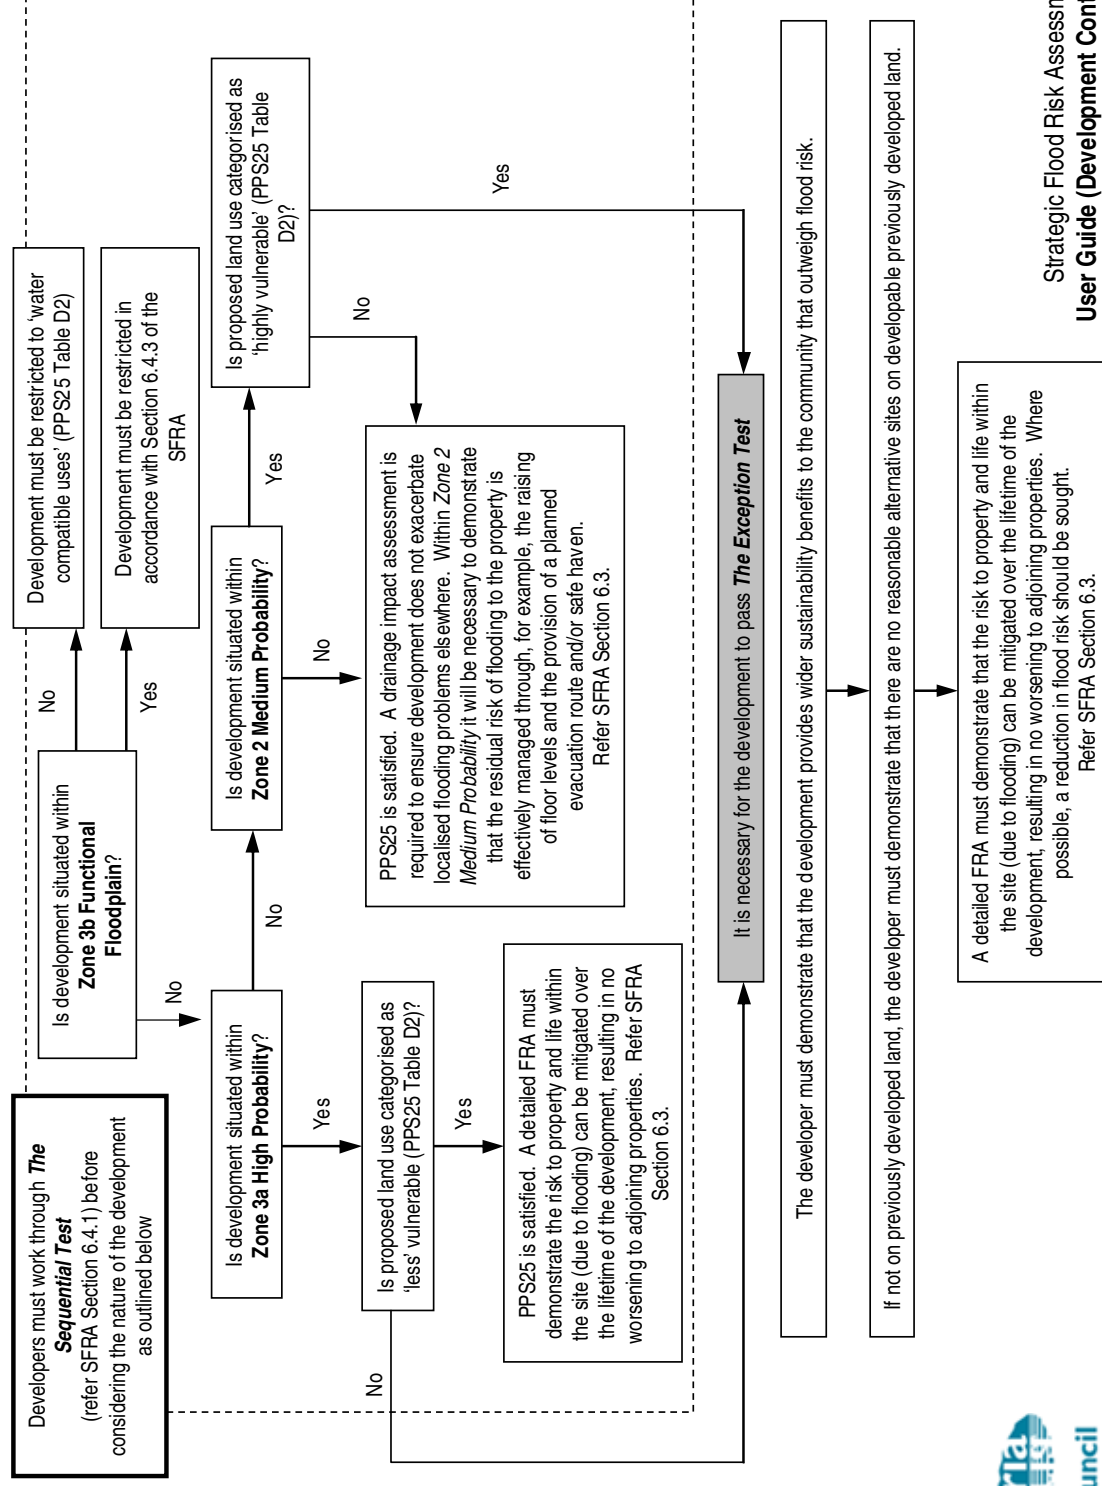 Developers must work through The
Sequential Test
(refer SFRA Section 6.4.1) before
considering the nature of the development
as outlined below
Is development situated within
Zone 3b Functional
Floodplain?
No
Yes
Development must be restricted to ‘water
compatible uses’ (PPS25 Table D2)
Development must be restricted in
accordance with Section 6.4.3 of the
SFRA
No
Is development situated within
Zone 3a High Probability?
No
Is development situated within
Zone 2 Medium Probability?
Yes
Is proposed land use categorised as
‘highly vulnerable’ (PPS25 Table
D2)?
Yes
Is proposed land use categorised as
‘less’ vulnerable (PPS25 Table D2)?
No
No
Yes
No
Yes
PPS25 is satisfied. A detailed FRA must
demonstrate the risk to property and life within
the site (due to flooding) can be mitigated over
the lifetime of the development, resulting in no
worsening to adjoining properties. Refer SFRA
Section 6.3.
PPS25 is satisfied. A drainage impact assessment is
required to ensure development does not exacerbate
localised flooding problems elsewhere. Within Zone 2
Medium Probability it will be necessary to demonstrate
that the residual risk of flooding to the property is
effectively managed through, for example, the raising
of floor levels and the provision of a planned
evacuation route and/or safe haven.
Refer SFRA Section 6.3.
It is necessary for the development to pass The Exception Test
The developer must demonstrate that the development provides wider sustainability benefits to the community that outweigh flood risk.
If not on previously developed land, the developer must demonstrate that there are no reasonable alternative sites on developable previously developed land.
A detailed FRA must demonstrate that the risk to property and life within
the site (due to flooding) can be mitigated over the lifetime of the
development, resulting in no worsening to adjoining properties. Where
possible, a reduction in flood risk should be sought.
Refer SFRA Section 6.3.
Strategic Flood Risk Assessm
User Guide (Development Cont
uncil